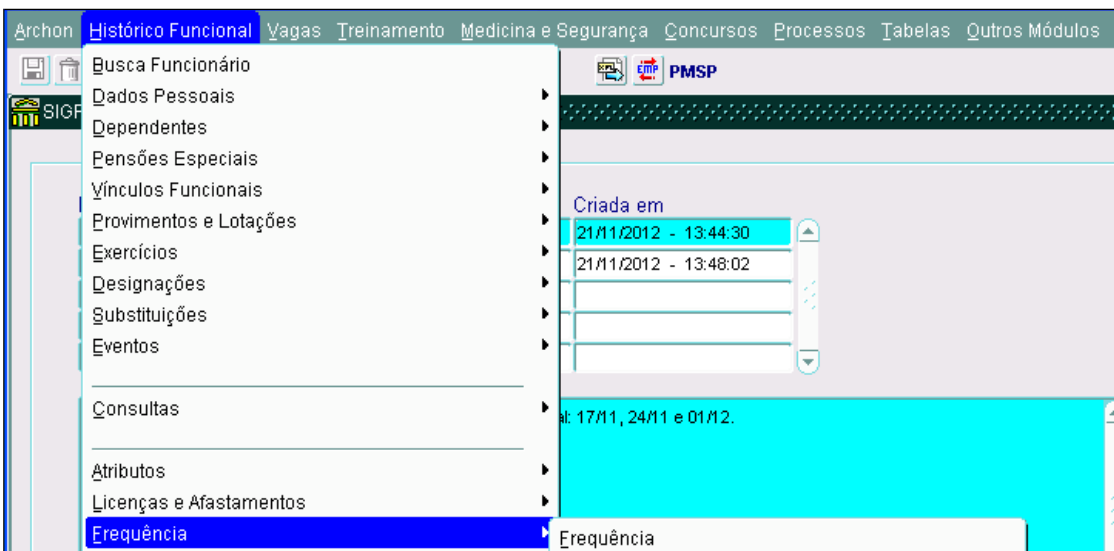 Archon Histórico Funcional Vagas Treinamento Medicina e Segurança Concursos Processos Tabelas Outros Módulos
PMSP
Busca Funcionário
Dados Pessoais
Dependentes
Pensões Especiais
Vínculos Funcionais
Provimentos e Lotações
Exercícios
Designações
Substituições
Eventos
Consultas
Atributos
Licenças e Afastamentos
Frequência
Frequência
EMP
Criada em
21/11/2012 - 13:44:30
21/11/2012 - 13:48:02
17/11, 24/11 e 01/12.